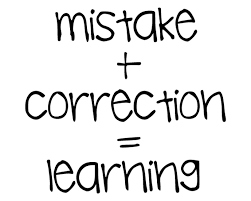 mistake
+
correction
=
learning